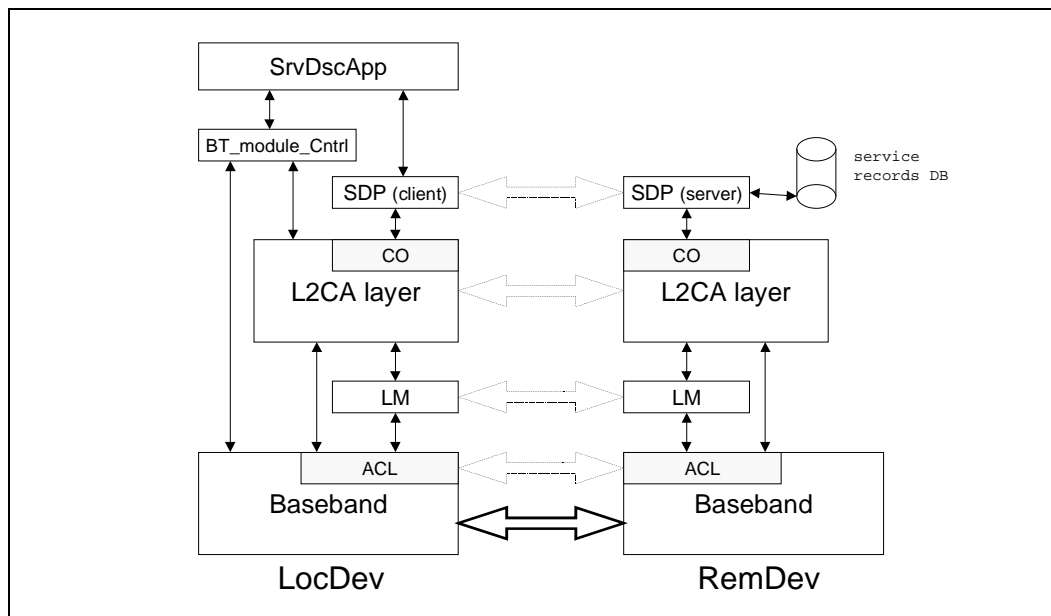 SrvDscApp
BT_module_Cntrl
service
records DB
SDP (client)
SDP (server)
CO
CO
L2CA layer
L2CA layer
LM
LM
ACL
ACL
Baseband
Baseband
LocDev
RemDev